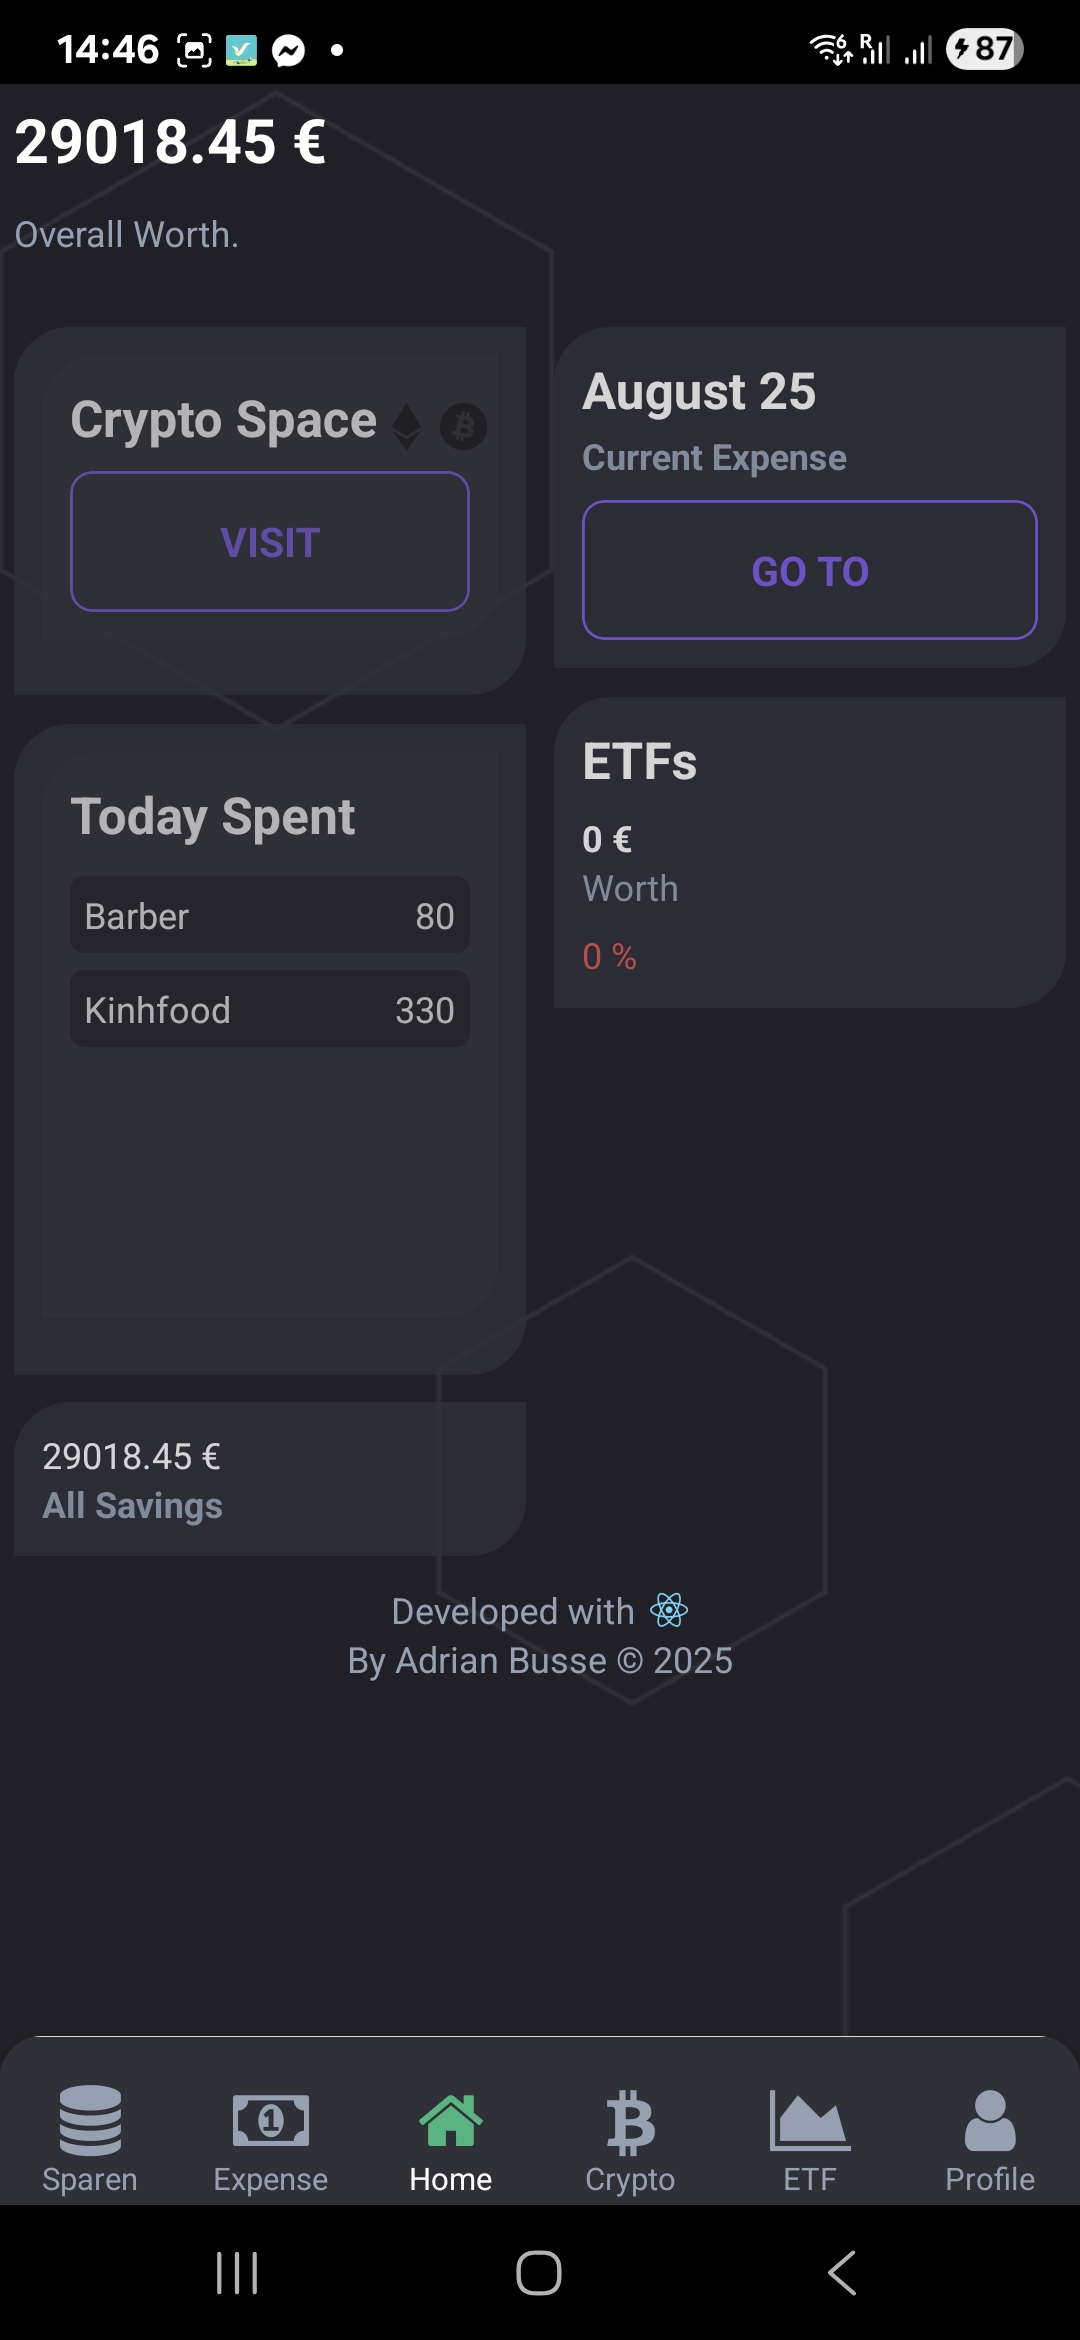 14:46
6 R 87
29018.45 €
Overall Worth.
Crypto Space
VISIT
August 25
Current Expense
GO TO
Today Spent
Barber 80
Kinhfood 330
ETFs
0 €
Worth
0 %
29018.45 €
All Savings
Developed with
By Adrian Busse © 2025
Sparen Expense Home Crypto ETF Profile